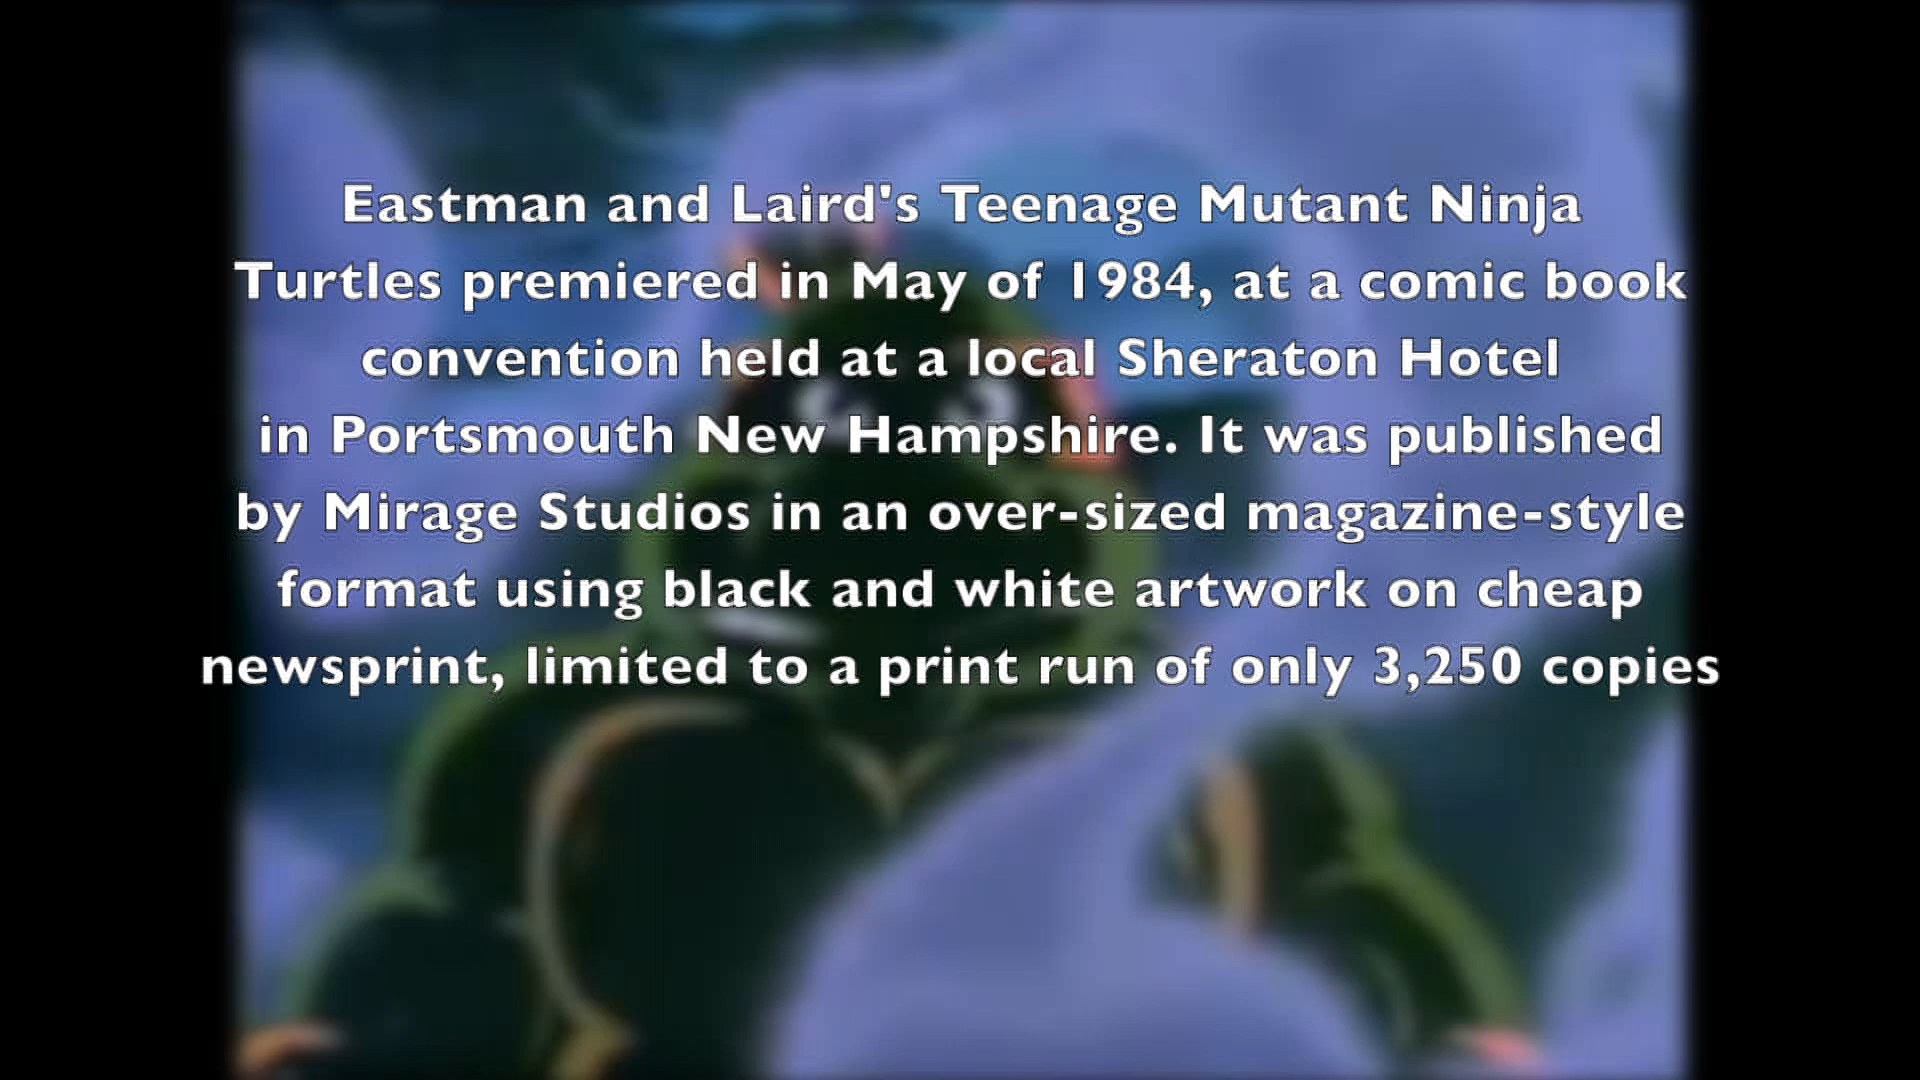 Eastman and Laird's Teenage Mutant Ninja
Turtles premiered in May of 1984, at a comic book
convention held at a local Sheraton Hotel
in Portsmouth New Hampshire. It was published
by Mirage Studios in an over-sized magazine-style
format using black and white artwork on cheap
newsprint, limited to a print run of only 3,250 copies